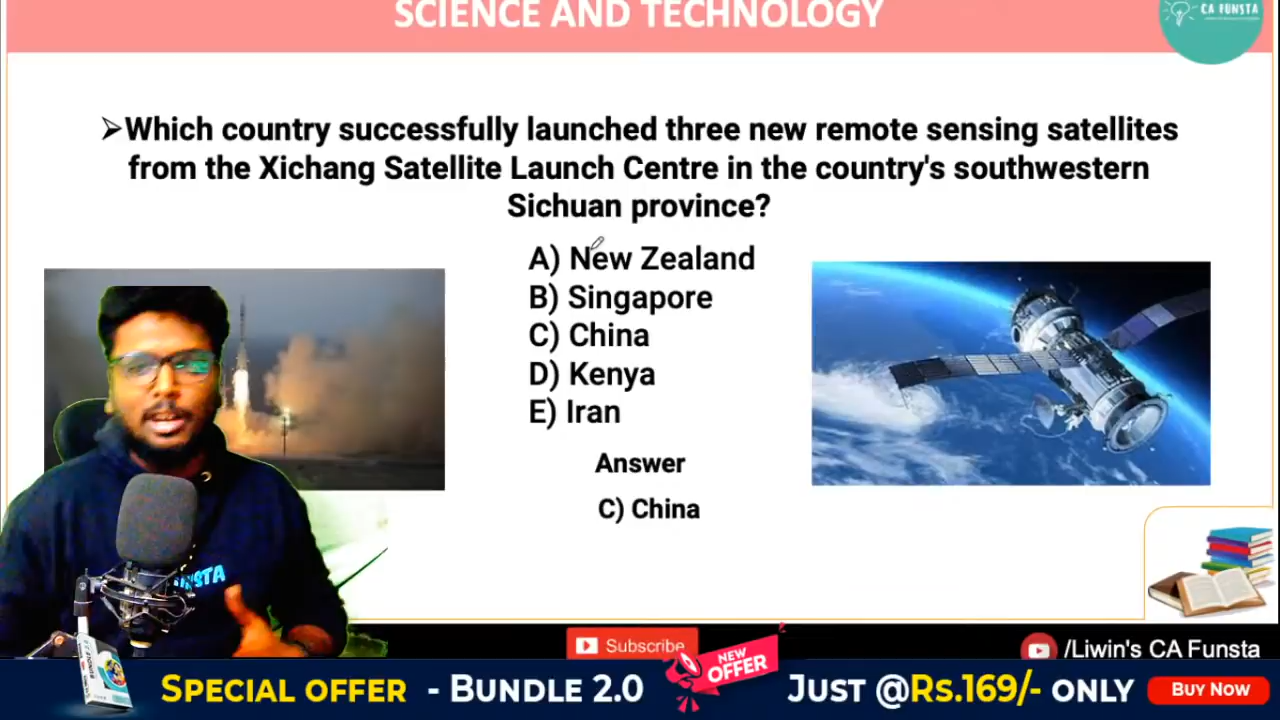 SCIENCE AND TECHNOLOGY
CA FUNSTA
➤Which country successfully launched three new remote sensing satellites
from the Xichang Satellite Launch Centre in the country's southwestern
Sichuan province?
A) New Zealand
B) Singapore
C) China
D) Kenya
E) Iran
Answer
C) China
Subscribe
/Liwin's CA Funsta
SPECIAL OFFER - BUNDLE 2.0
NEW
OFFER
JUST @Rs.169/- ONLY
Buy Now